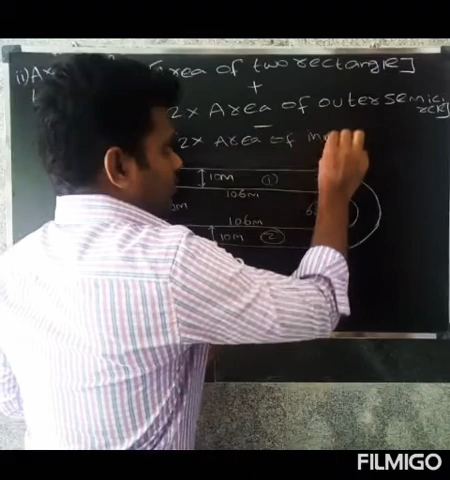 ii) A
Area of two rectangle]
+
2x Area of outer semici
rcle]
—
2x Area of
10m ①
106m
106m
10m ②
FILMIGO